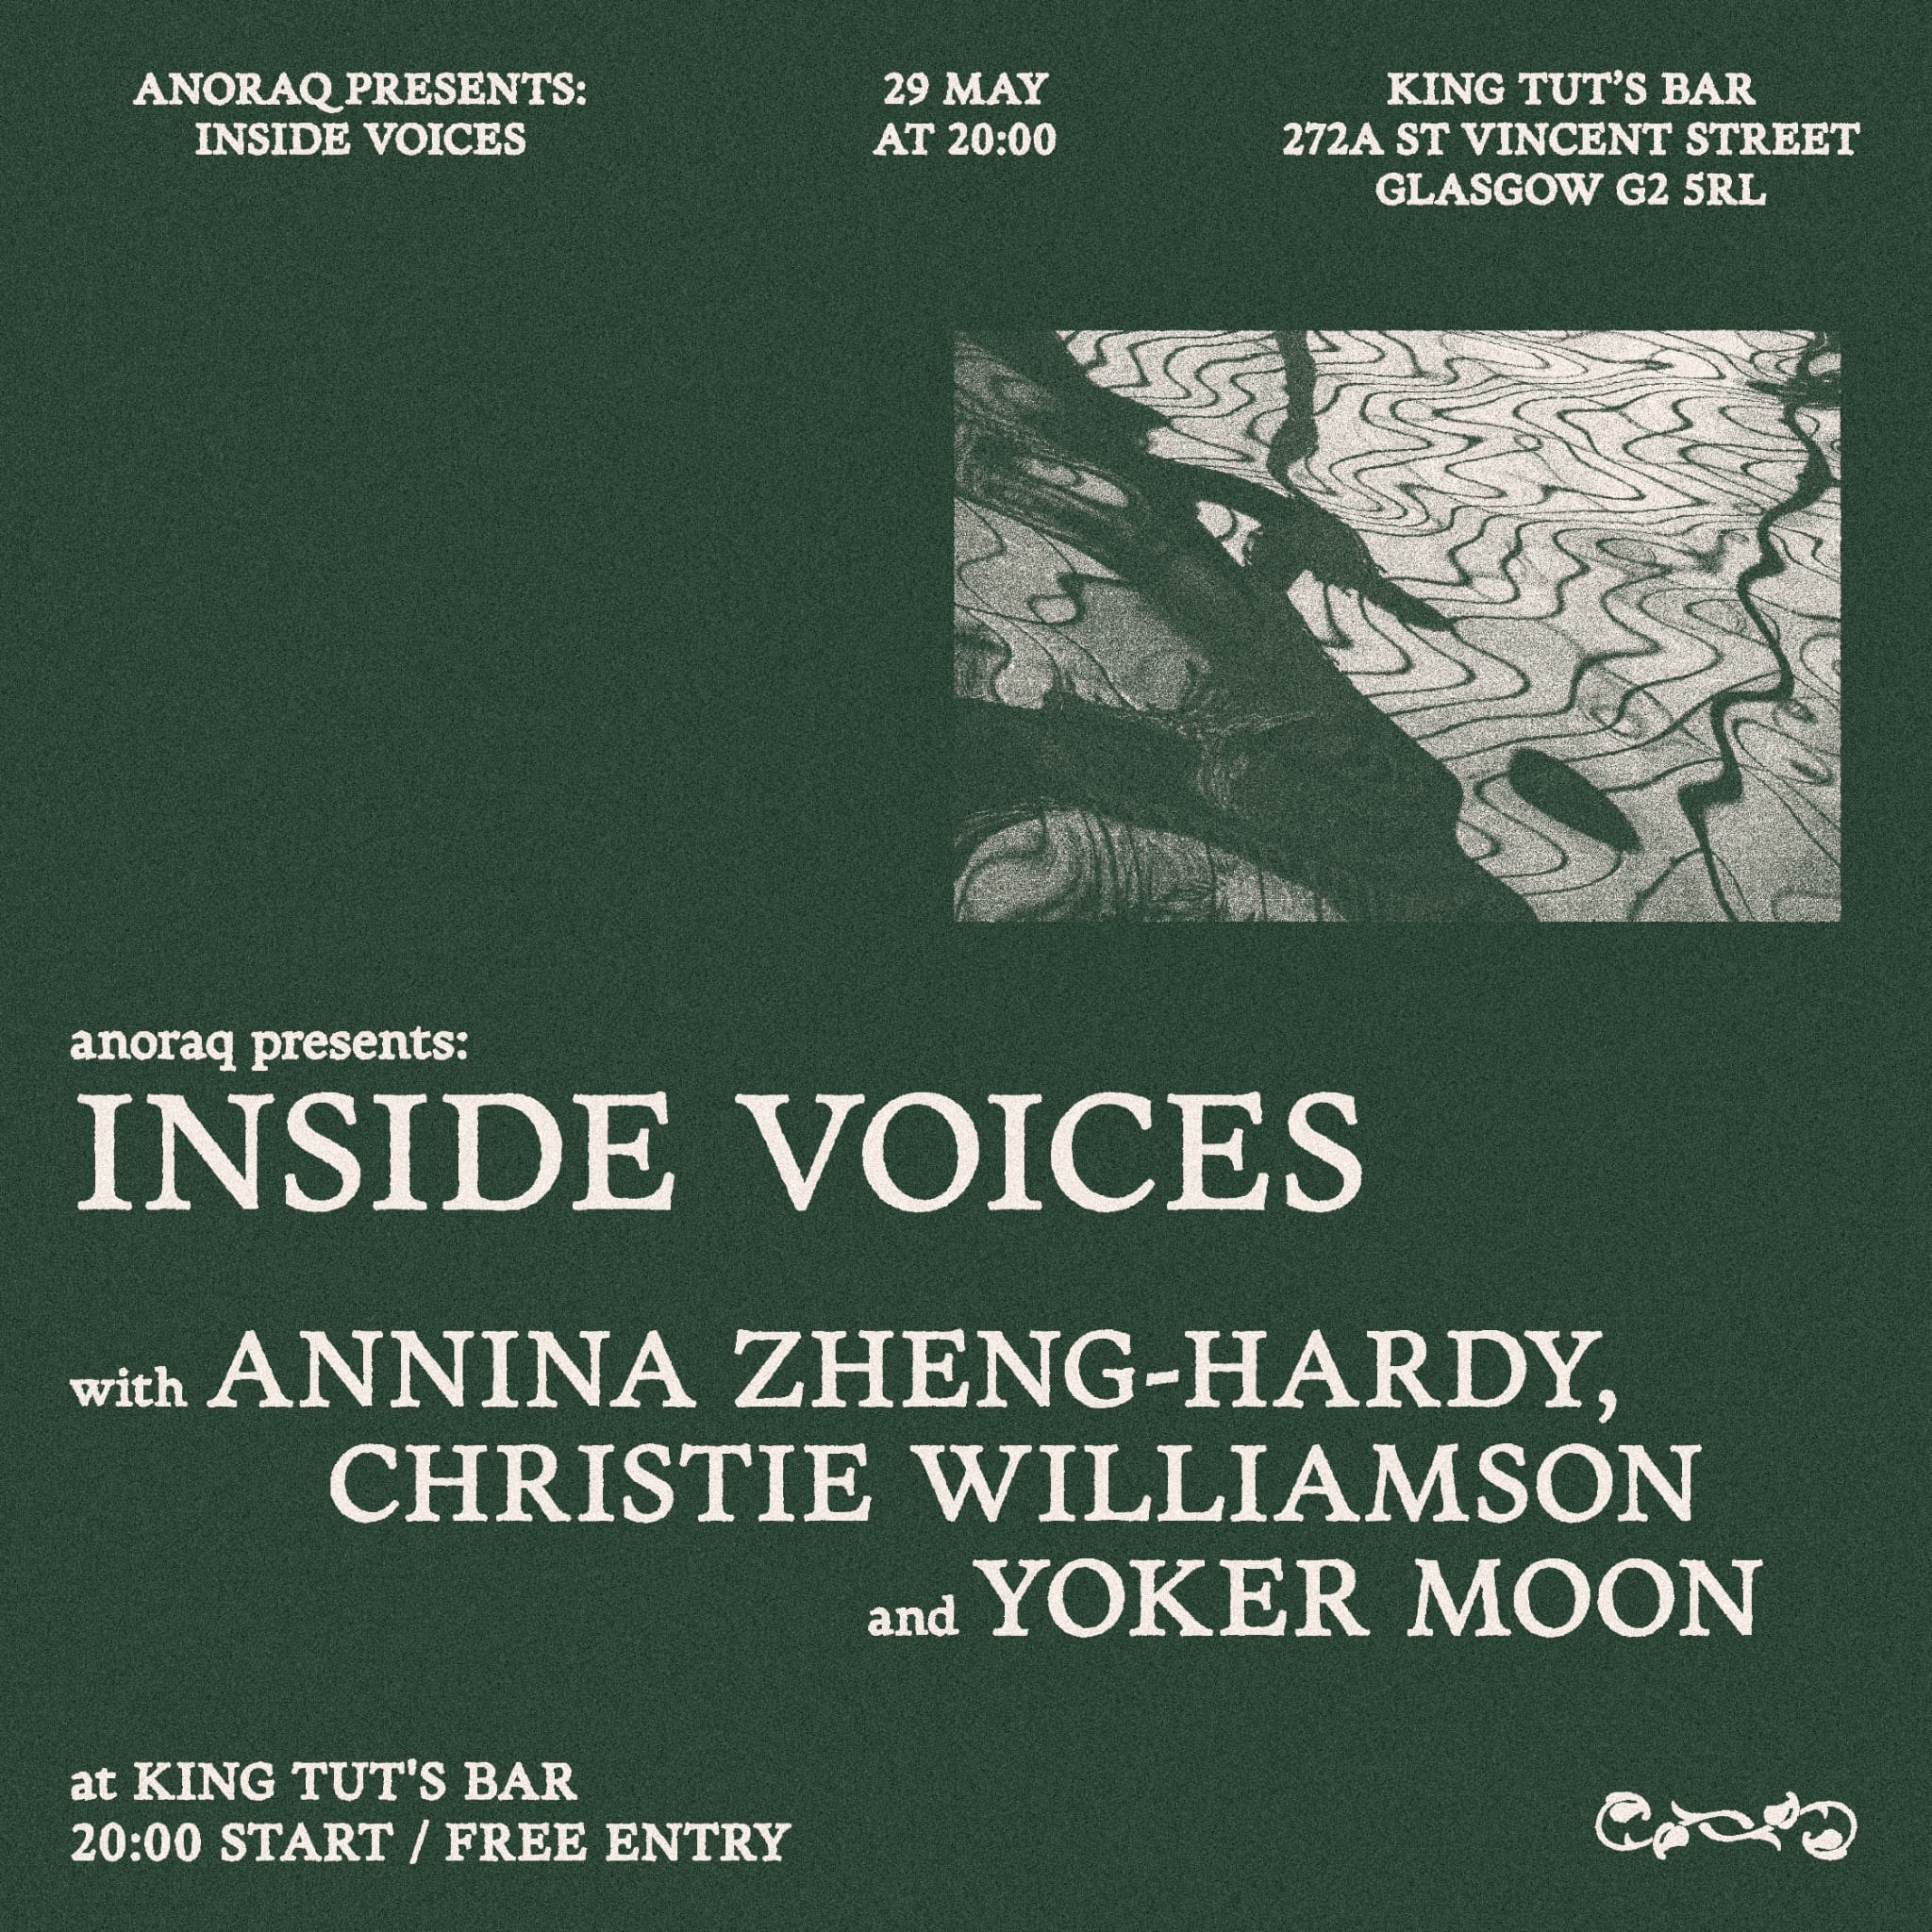 ANORAQ PRESENTS:
INSIDE VOICES
29 MAY
AT 20:00
KING TUT’S BAR
272A ST VINCENT STREET
GLASGOW G2 5RL
anoraq presents:
INSIDE VOICES
with ANNINA ZHENG-HARDY,
CHRISTIE WILLIAMSON
and YOKER MOON
at KING TUT'S BAR
20:00 START / FREE ENTRY